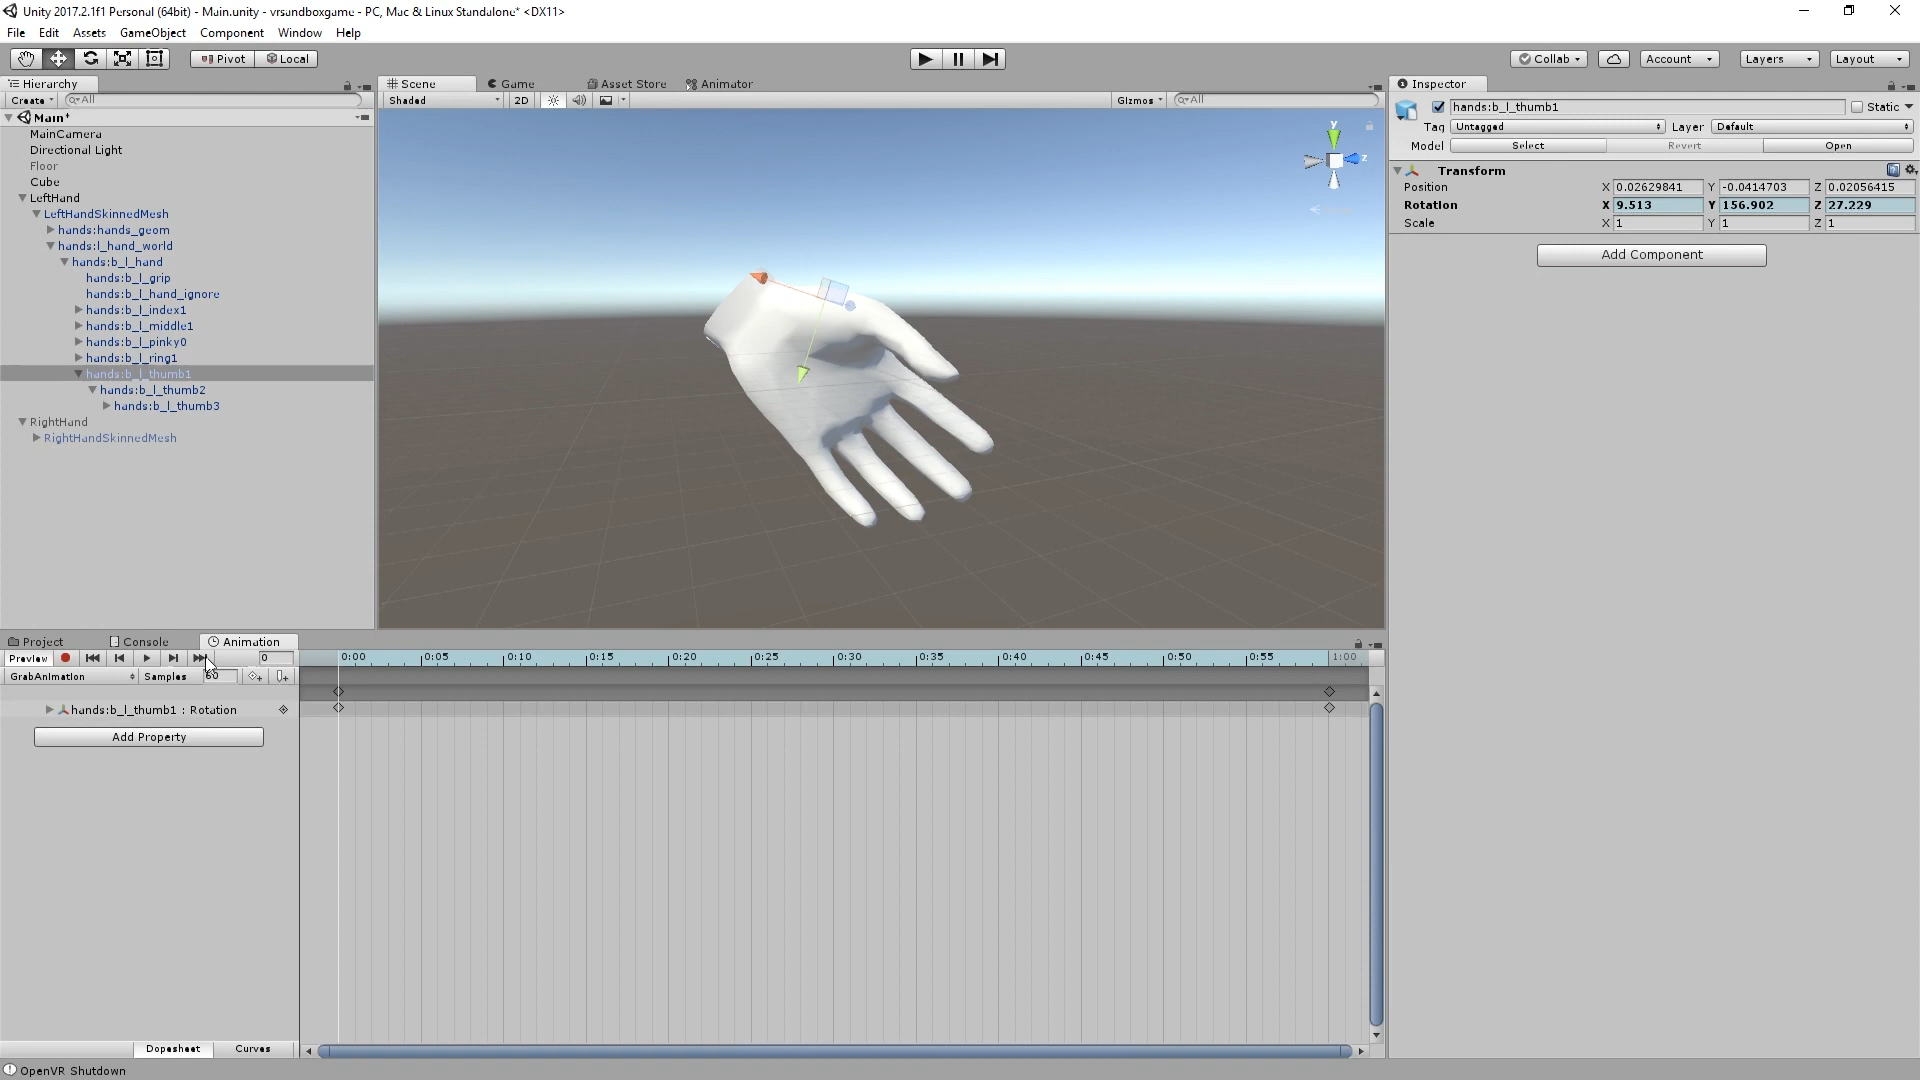 Unity 2017.2.1f1 Personal (64bit) - Main.unity - vrsandboxgame - PC, Mac & Linux Standalone* <DX11>
File Edit Assets GameObject Component Window Help
Pivot Local Collab Account Layers Layout
Hierarchy
Create All
Main*
MainCamera
Directional Light
Floor
Cube
LeftHand
LeftHandSkinnedMesh
hands:hands_geom
hands:l_hand_world
hands:b_l_hand
hands:b_l_grip
hands:b_l_hand_ignore
hands:b_l_index1
hands:b_l_middle1
hands:b_l_pinky0
hands:b_l_ring1
hands:b_l_thumb1
hands:b_l_thumb2
hands:b_l_thumb3
RightHand
RightHandSkinnedMesh
Scene Game Asset Store Animator
Shaded 2D Gizmos All
y
z
Inspector
hands:b_l_thumb1 Static
Tag Untagged Layer Default
Model Select Revert Open
Transform
Position X 0.02629841 Y -0.0414703 Z 0.02056415
Rotation X 9.513 Y 156.902 Z 27.229
Scale X 1 Y 1 Z 1
Add Component
Project Console Animation
Preview 0 0:00 0:05 0:10 0:15 0:20 0:25 0:30 0:35 0:40 0:45 0:50 0:55 1:00
GrabAnimation Samples 60
hands:b_l_thumb1 : Rotation
Add Property
Dopesheet Curves
OpenVR Shutdown